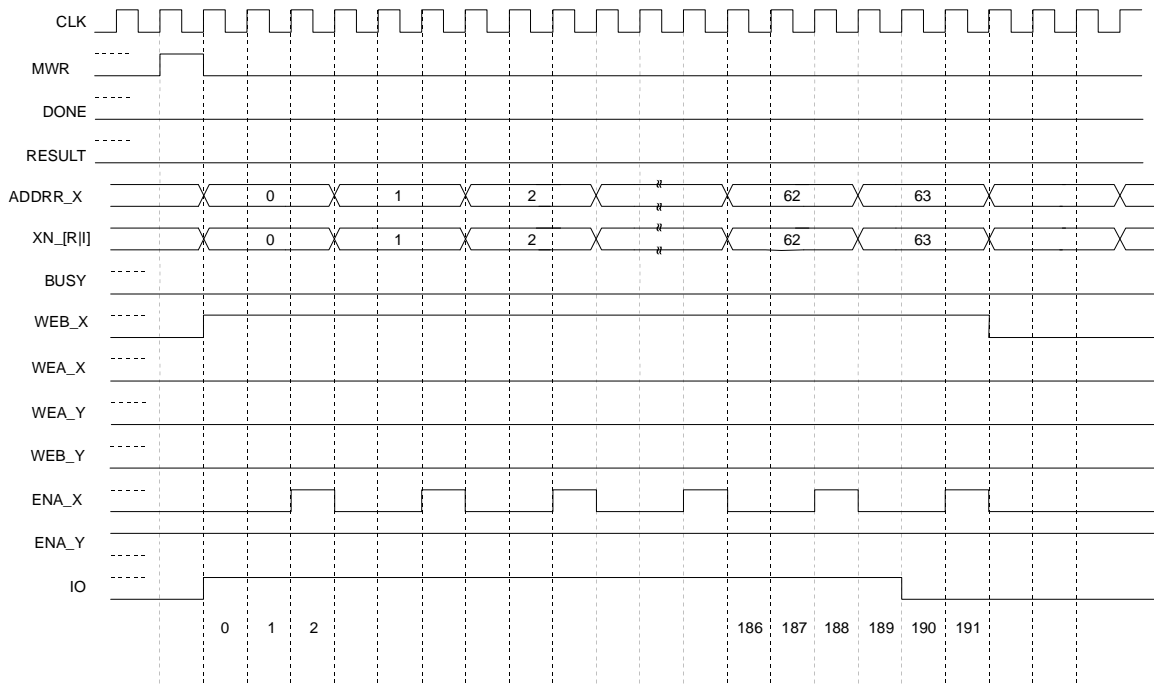 CLK
MWR
DONE
RESULT
ADDRR_X 0 1 2 62 63
XN_[R|I] 0 1 2 62 63
BUSY
WEB_X
WEA_X
WEA_Y
WEB_Y
ENA_X
ENA_Y
IO
0 1 2 186 187 188 189 190 191